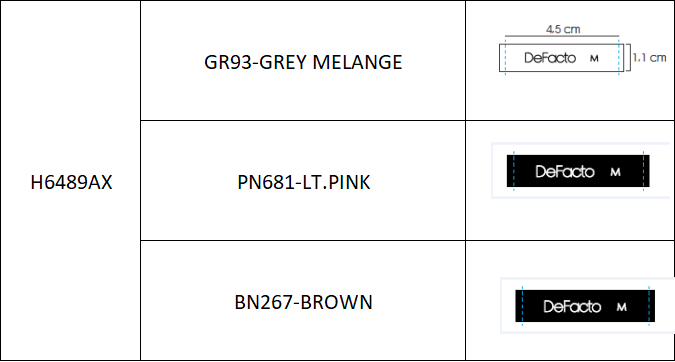 H6489AX
GR93-GREY MELANGE
4.5 cm
DeFacto M
1.1 cm
PN681-LT.PINK
DeFacto M
BN267-BROWN
DeFacto M